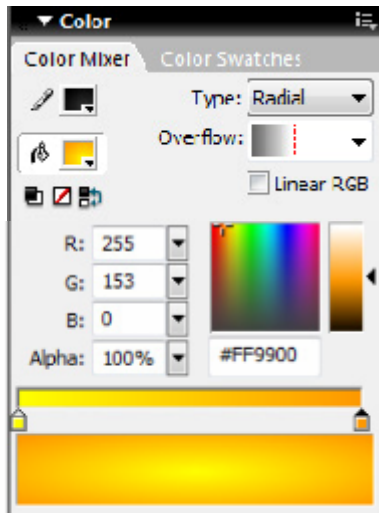 Color
Color Mixer Color Swatches
Type: Radial
Overflow:
Linear RGB
R: 255
G: 153
B: 0
Alpha: 100% #FF9900